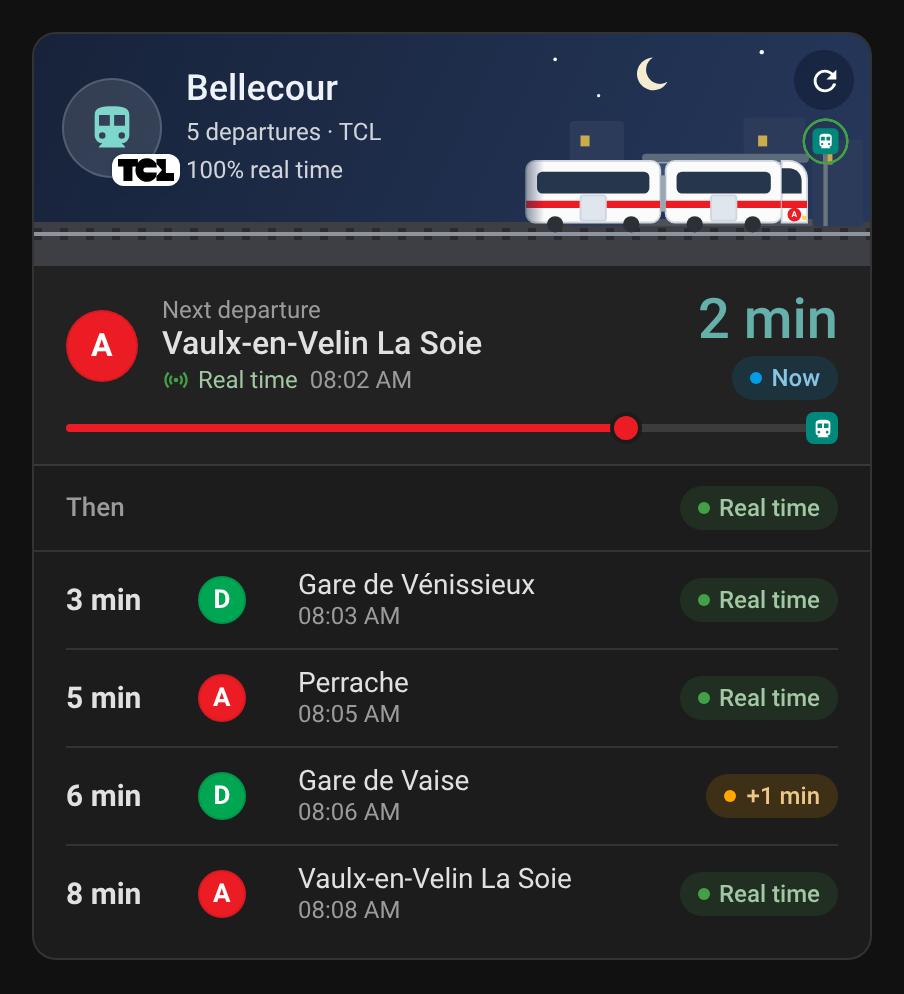 Bellecour
5 departures · TCL
TCL
100% real time
A
A
Next departure
Vaulx-en-Velin La Soie
Real time 08:02 AM
2 min
Now
Then
Real time
3 min
D
Gare de Vénissieux
08:03 AM
Real time
5 min
A
Perrache
08:05 AM
Real time
6 min
D
Gare de Vaise
08:06 AM
+1 min
8 min
A
Vaulx-en-Velin La Soie
08:08 AM
Real time